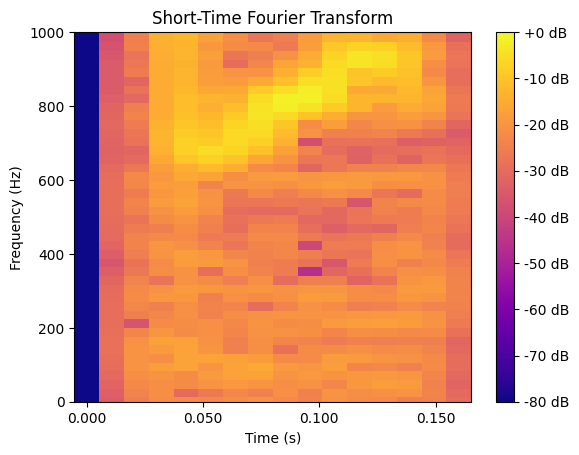 Short-Time Fourier Transform
1000
800
600
400
200
0
Frequency (Hz)
0.000
0.050
0.100
0.150
Time (s)
+0 dB
-10 dB
-20 dB
-30 dB
-40 dB
-50 dB
-60 dB
-70 dB
-80 dB